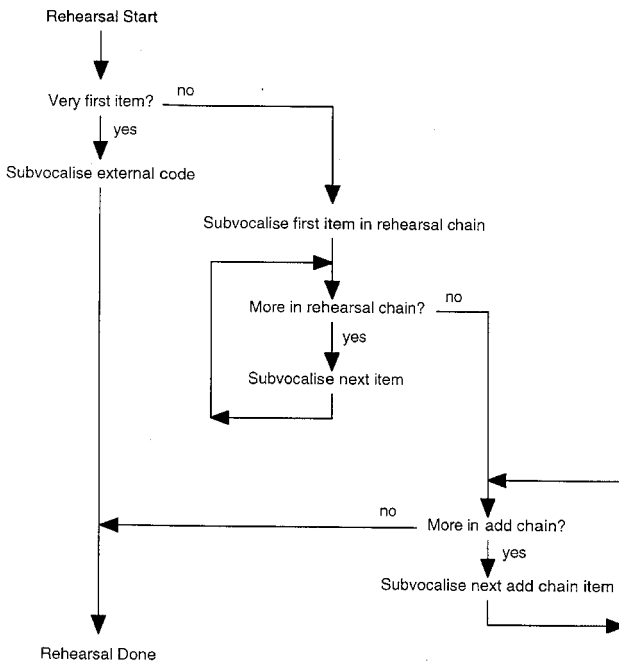 Rehearsal Start
Very first item?
no
yes
Subvocalise external code
Subvocalise first item in rehearsal chain
More in rehearsal chain?
no
yes
Subvocalise next item
no
More in add chain?
yes
Subvocalise next add chain item
Rehearsal Done